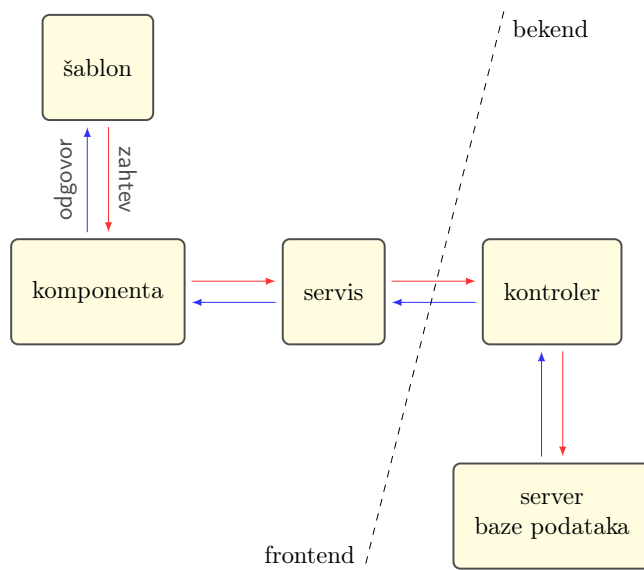 bekend
šablon
odgovor
zahtev
komponenta
servis
kontroler
server
baze podataka
frontend